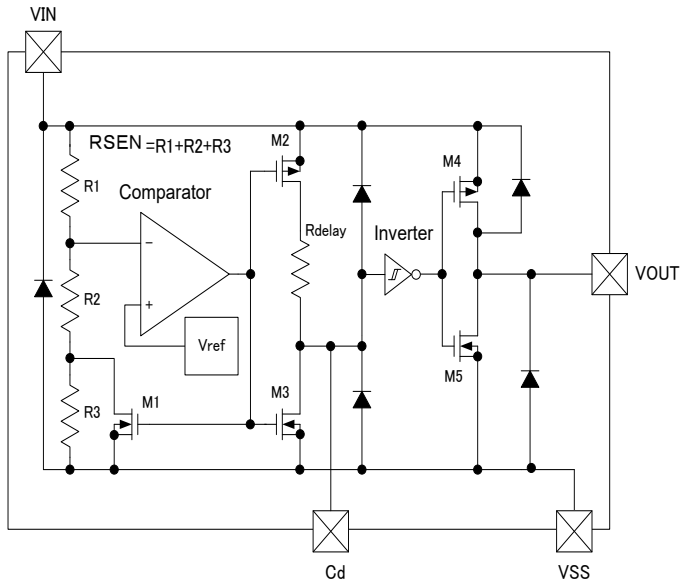 VIN
RSEN =R1+R2+R3
M2
M4
R1
Comparator
Rdelay
Inverter
−
VOUT
R2
+
Vref
M5
R3
M1
M3
Cd
VSS